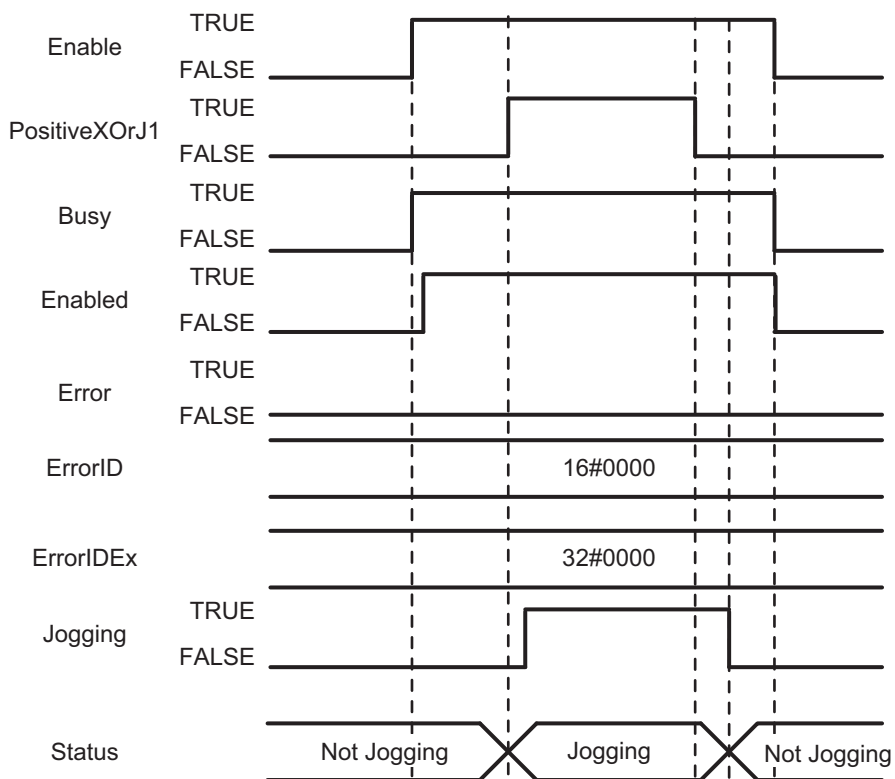 Enable
TRUE
FALSE
PositiveXOrJ1
TRUE
FALSE
Busy
TRUE
FALSE
Enabled
TRUE
FALSE
Error
TRUE
FALSE
ErrorID
16#0000
ErrorIDEx
32#0000
Jogging
TRUE
FALSE
Status
Not Jogging
Jogging
Not Jogging